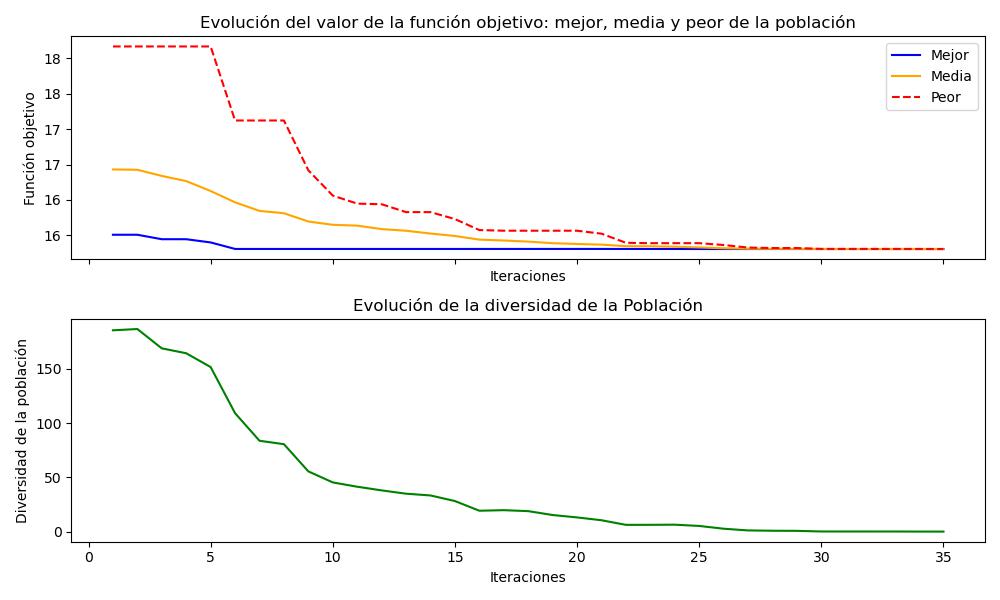 Evolución del valor de la función objetivo: mejor, media y peor de la población
Función objetivo
18
18
17
17
16
16
Mejor
Media
Peor
Iteraciones
Evolución de la diversidad de la Población
Diversidad de la población
150
100
50
0
0 5 10 15 20 25 30 35
Iteraciones